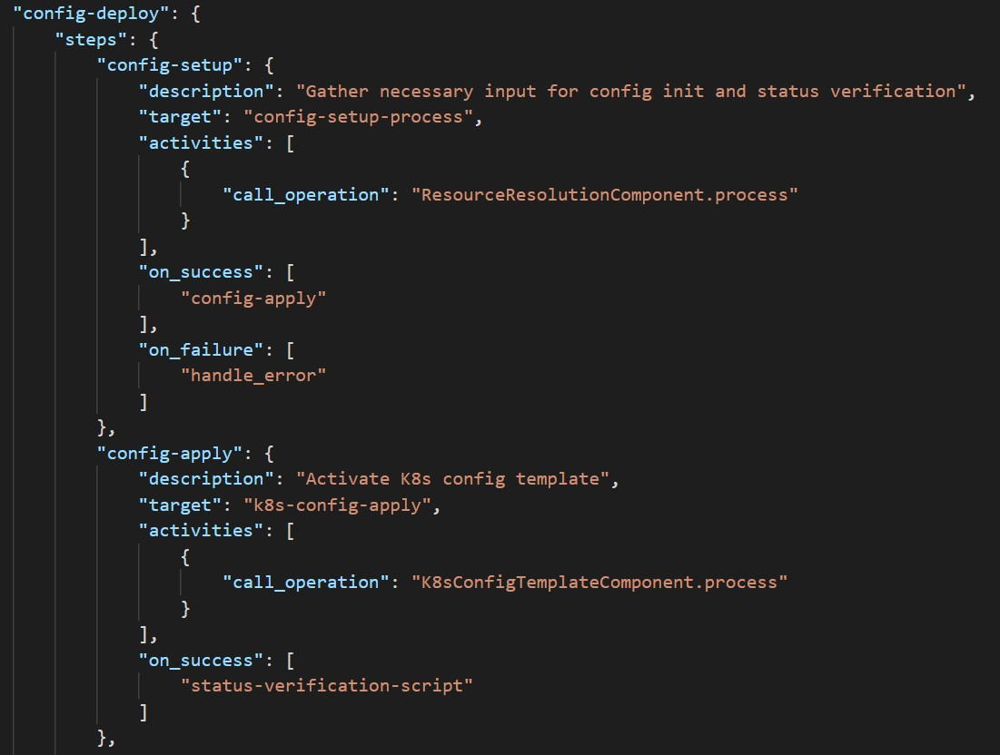 "config-deploy": {
"steps": {
"config-setup": {
"description": "Gather necessary input for config init and status verification",
"target": "config-setup-process",
"activities": [
{
"call_operation": "ResourceResolutionComponent.process"
}
],
"on_success": [
"config-apply"
],
"on_failure": [
"handle_error"
]
},
"config-apply": {
"description": "Activate K8s config template",
"target": "k8s-config-apply",
"activities": [
{
"call_operation": "K8sConfigTemplateComponent.process"
}
],
"on_success": [
"status-verification-script"
]
},